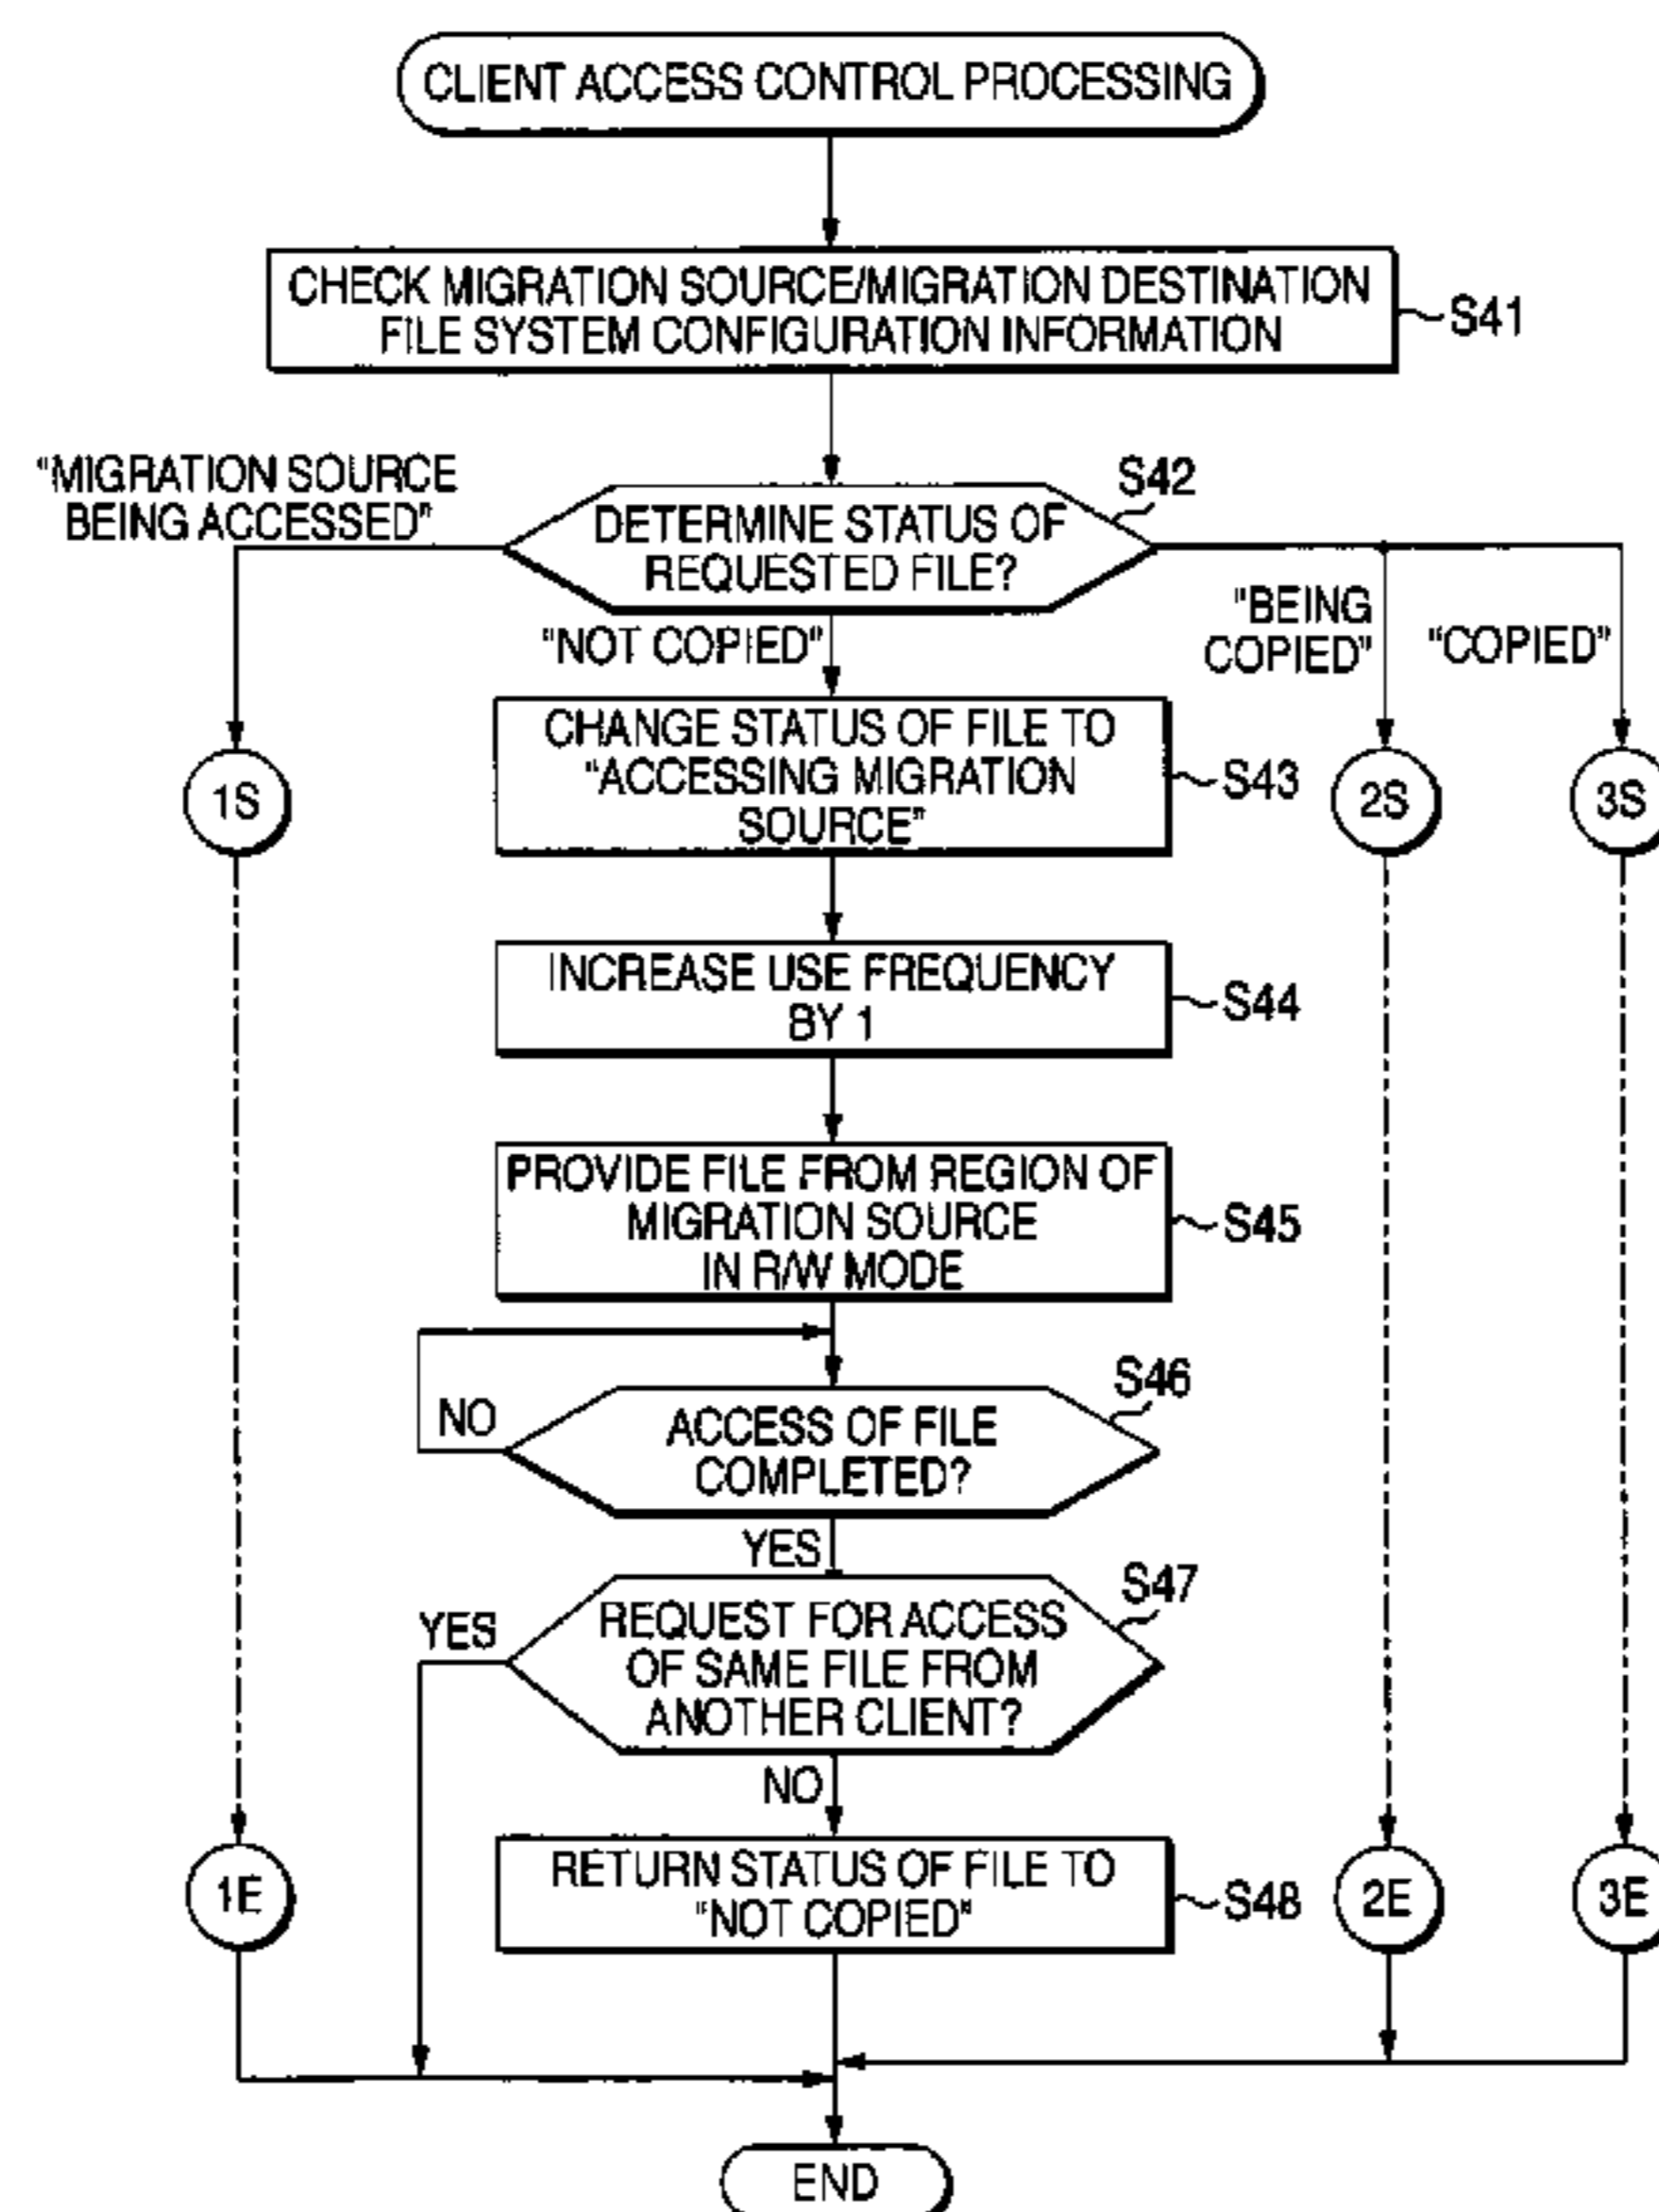 CLIENT ACCESS CONTROL PROCESSING
CHECK MIGRATION SOURCE/MIGRATION DESTINATION
FILE SYSTEM CONFIGURATION INFORMATION
S41
"MIGRATION SOURCE
BEING ACCESSED"
S42
DETERMINE STATUS OF
REQUESTED FILE?
"NOT COPIED"
"BEING
COPIED"
"COPIED"
1S
CHANGE STATUS OF FILE TO
"ACCESSING MIGRATION
SOURCE"
S43
2S
3S
INCREASE USE FREQUENCY
BY 1
S44
PROVIDE FILE FROM REGION OF
MIGRATION SOURCE
IN R/W MODE
S45
S46
NO
ACCESS OF FILE
COMPLETED?
YES
S47
YES
REQUEST FOR ACCESS
OF SAME FILE FROM
ANOTHER CLIENT?
NO
1E
RETURN STATUS OF FILE TO
"NOT COPIED"
S48
2E
3E
END